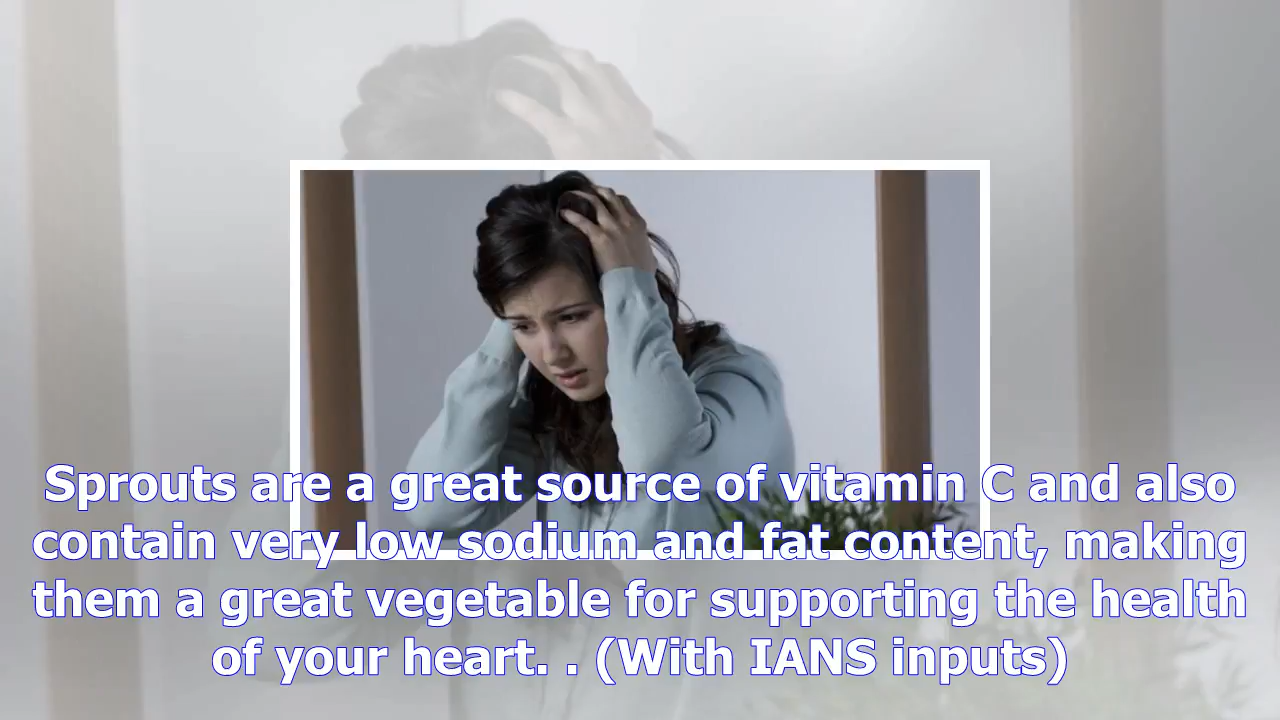 Sprouts are a great source of vitamin C and also
contain very low sodium and fat content, making
them a great vegetable for supporting the health
of your heart. . (With IANS inputs)